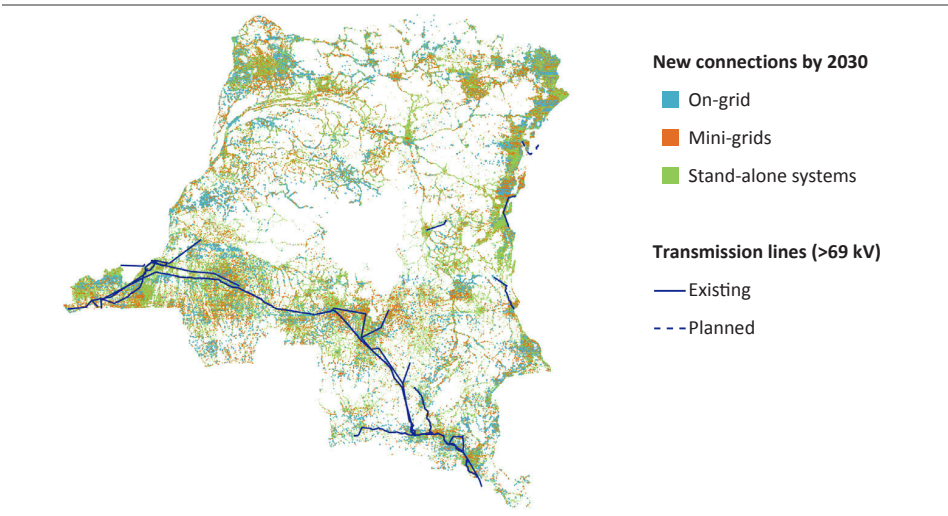 New connections by 2030
On-grid
Mini-grids
Stand-alone systems
Transmission lines (>69 kV)
Existing
Planned